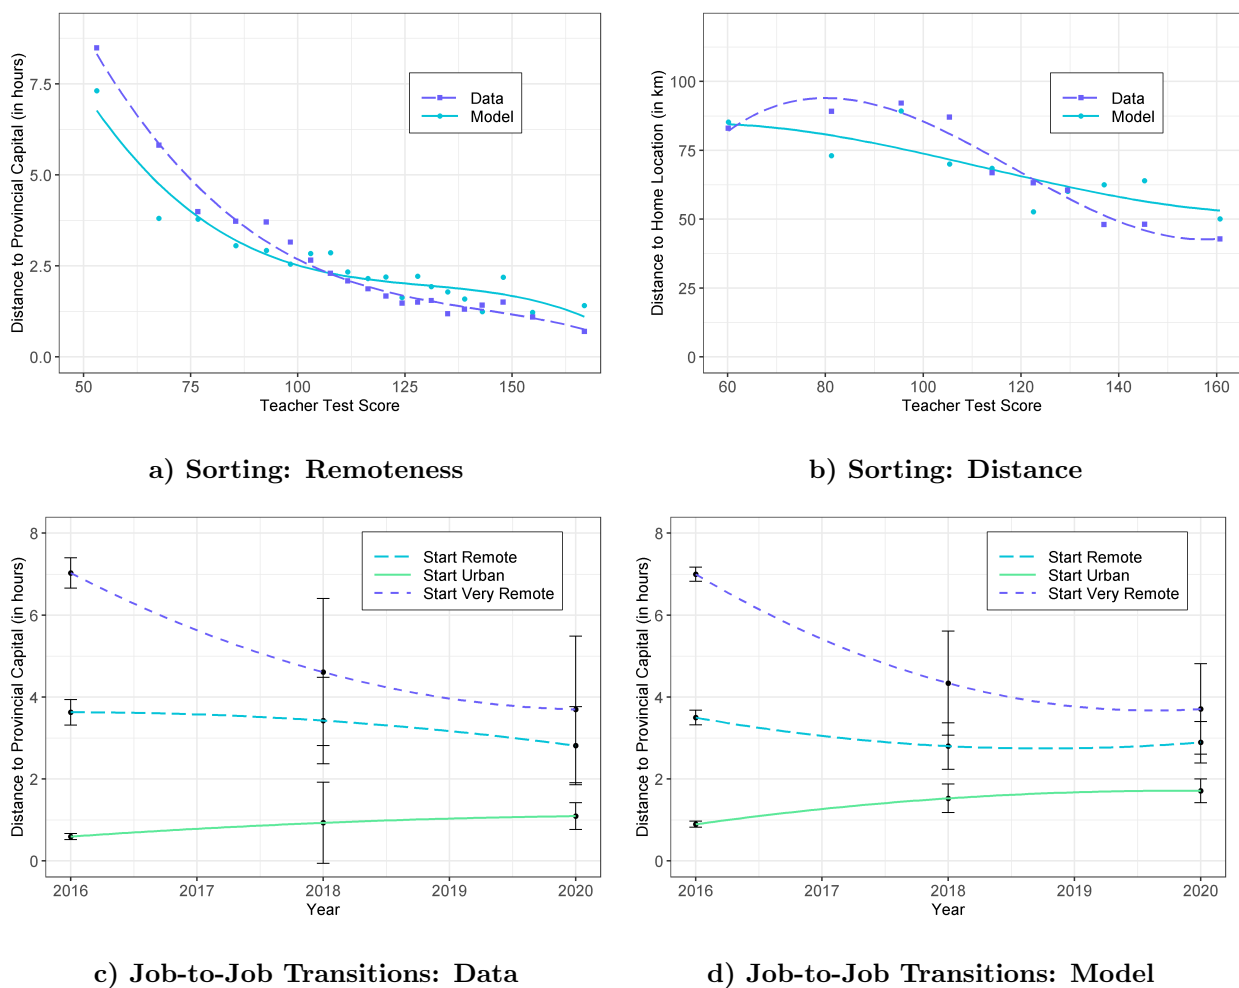 Distance to Provincial Capital (in hours)
7.5
5.0
2.5
0.0
Data
Model
50 75 100 125 150
Teacher Test Score
a) Sorting: Remoteness
Distance to Home Location (in km)
100
75
50
25
0
Data
Model
60 80 100 120 140 160
Teacher Test Score
b) Sorting: Distance
Distance to Provincial Capital (in hours)
8
6
4
2
0
Start Remote
Start Urban
Start Very Remote
2016 2017 2018 2019 2020
Year
c) Job-to-Job Transitions: Data
Distance to Provincial Capital (in hours)
8
6
4
2
0
Start Remote
Start Urban
Start Very Remote
2016 2017 2018 2019 2020
Year
d) Job-to-Job Transitions: Model